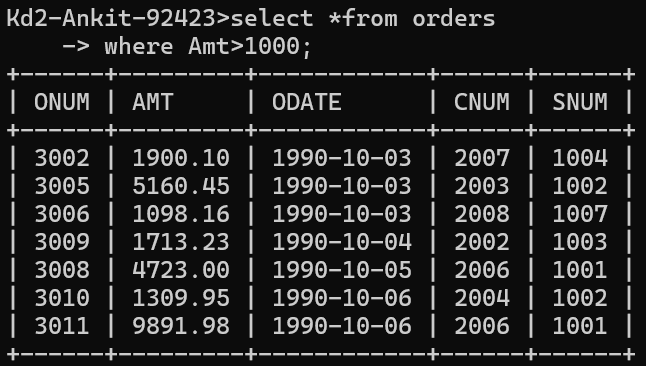 Kd2-Ankit-92423>select *from orders
    -> where Amt>1000;
+------+---------+------------+------+------+
| ONUM | AMT     | ODATE      | CNUM | SNUM |
+------+---------+------------+------+------+
| 3002 | 1900.10 | 1990-10-03 | 2007 | 1004 |
| 3005 | 5160.45 | 1990-10-03 | 2003 | 1002 |
| 3006 | 1098.16 | 1990-10-03 | 2008 | 1007 |
| 3009 | 1713.23 | 1990-10-04 | 2002 | 1003 |
| 3008 | 4723.00 | 1990-10-05 | 2006 | 1001 |
| 3010 | 1309.95 | 1990-10-06 | 2004 | 1002 |
| 3011 | 9891.98 | 1990-10-06 | 2006 | 1001 |
+------+---------+------------+------+------+